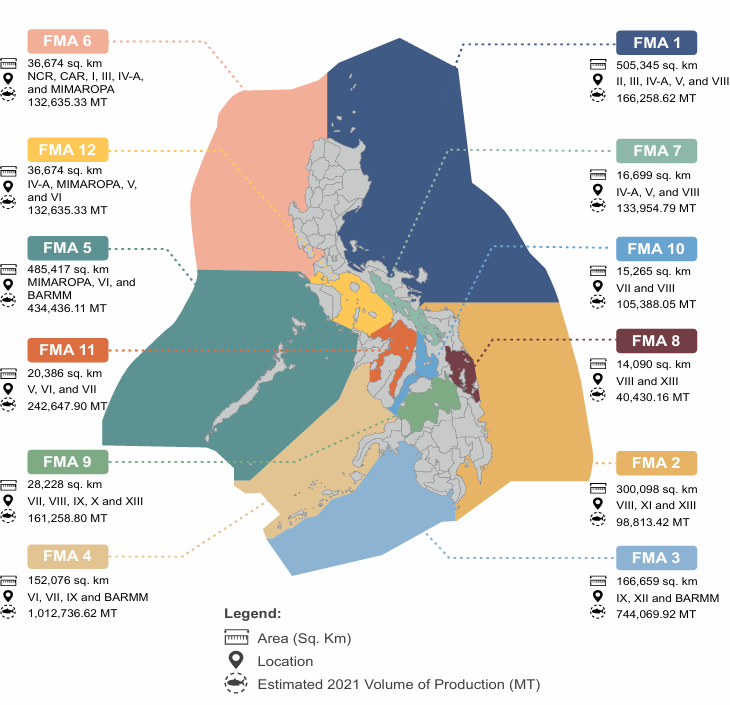 FMA 6
36,674 sq. km
NCR, CAR, I, III, IV-A,
and MIMAROPA
132,635.33 MT
FMA 12
36,674 sq. km
IV-A, MIMAROPA, V,
and VI
132,635.33 MT
FMA 5
485,417 sq. km
MIMAROPA, VI, and
BARMM
434,436.11 MT
FMA 11
20,386 sq. km
V, VI, and VII
242,647.90 MT
FMA 9
28,228 sq. km
VII, VIII, IX, X and XIII
161,258.80 MT
FMA 4
152,076 sq. km
VI, VII, IX and BARMM
1,012,736.62 MT
FMA 1
505,345 sq. km
II, III, IV-A, V, and VIII
166,258.62 MT
FMA 7
16,699 sq. km
IV-A, V, and VIII
133,954.79 MT
FMA 10
15,265 sq. km
VII and VIII
105,388.05 MT
FMA 8
14,090 sq. km
VIII and XIII
40,430.16 MT
FMA 2
300,098 sq. km
VIII, XI and XIII
98,813.42 MT
FMA 3
166,659 sq. km
IX, XII and BARMM
744,069.92 MT
Legend:
Area (Sq. Km)
Location
Estimated 2021 Volume of Production (MT)